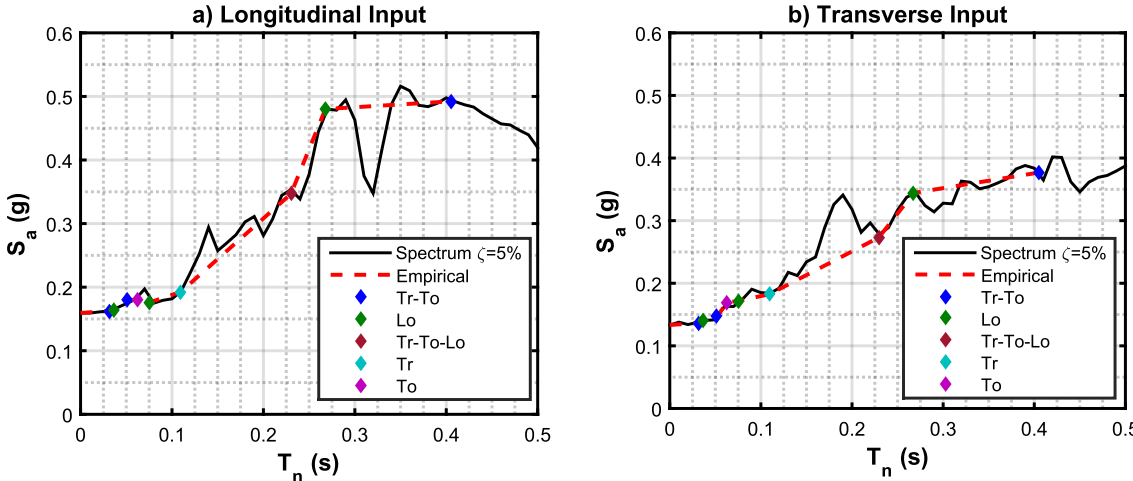 a) Longitudinal Input
0.6
0.5
0.4
0.3
0.2
0.1
0
S_a (g)
0 0.1 0.2 0.3 0.4 0.5
T_n (s)
Spectrum ζ=5%
Empirical
Tr-To
Lo
Tr-To-Lo
Tr
To
b) Transverse Input
0.6
0.5
0.4
0.3
0.2
0.1
0
S_a (g)
0 0.1 0.2 0.3 0.4 0.5
T_n (s)
Spectrum ζ=5%
Empirical
Tr-To
Lo
Tr-To-Lo
Tr
To